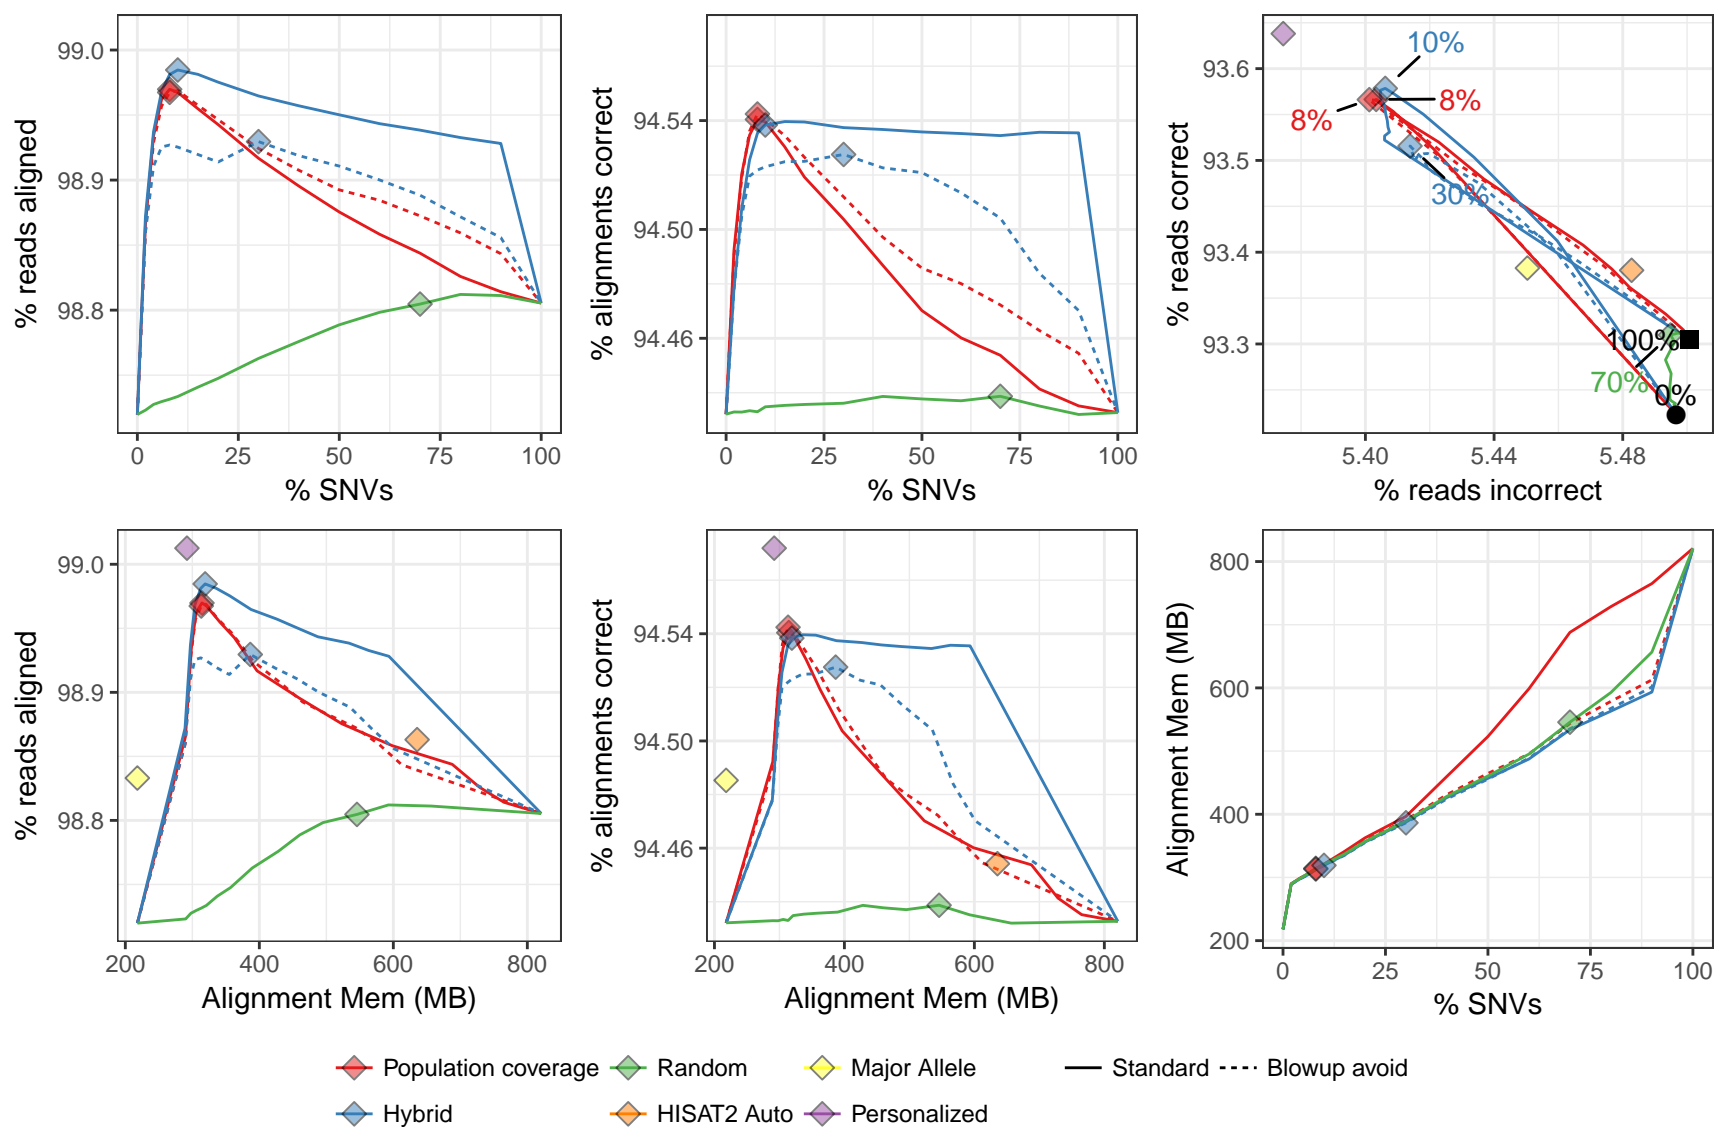 99.0
98.9
98.8
% reads aligned
0 25 50 75 100
% SNVs
94.54
94.50
94.46
% alignments correct
0 25 50 75 100
% SNVs
93.6
93.5
93.4
93.3
% reads correct
10%
8%
8%
30%
100%
70%
0%
5.40 5.44 5.48
% reads incorrect
99.0
98.9
98.8
% reads aligned
200 400 600 800
Alignment Mem (MB)
94.54
94.50
94.46
% alignments correct
200 400 600 800
Alignment Mem (MB)
800
600
400
200
Alignment Mem (MB)
0 25 50 75 100
% SNVs
Population coverage Random Major Allele Standard Blowup avoid
Hybrid HISAT2 Auto Personalized